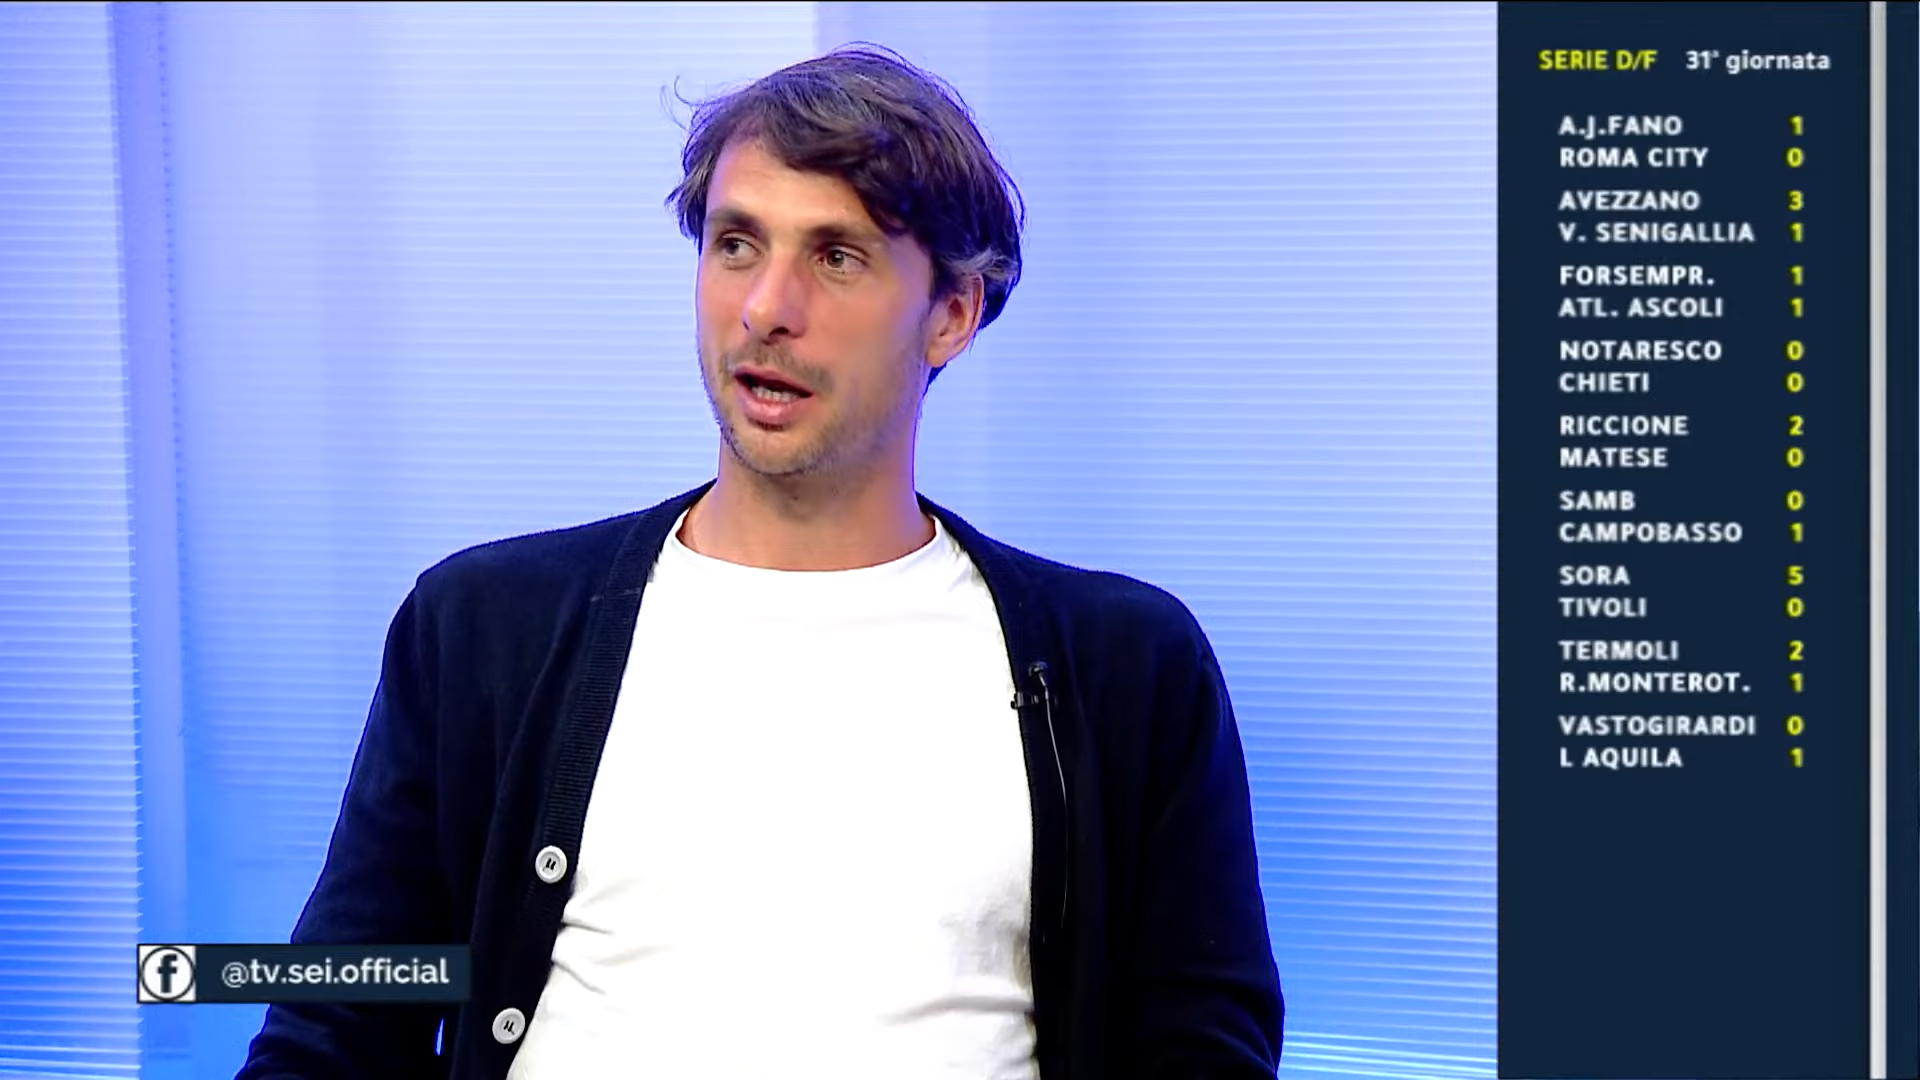 SERIE D/F 31ª giornata
A.J.FANO 1
ROMA CITY 0
AVEZZANO 3
V. SENIGALLIA 1
FORSEMPR. 1
ATL. ASCOLI 1
NOTARESCO 0
CHIETI 0
RICCIONE 2
MATESE 0
SAMB 0
CAMPOBASSO 1
SORA 5
TIVOLI 0
TERMOLI 2
R.MONTEROT. 1
VASTOGIRARDI 0
L AQUILA 1
f @tv.sei.official